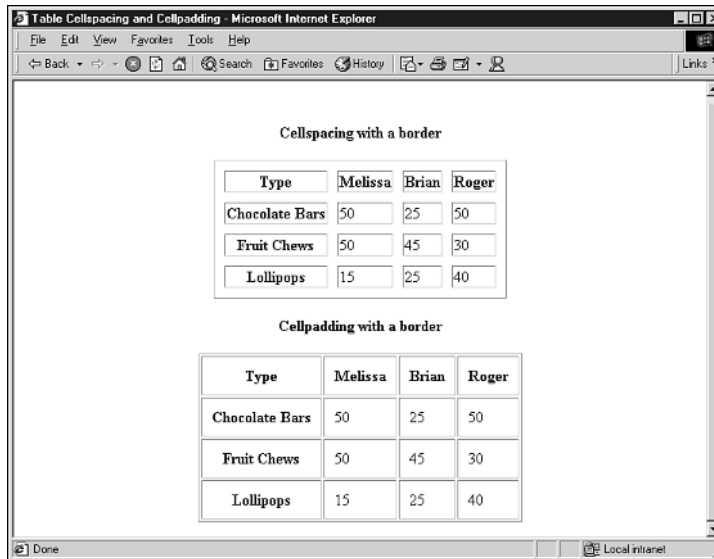 Table Cellspacing and Cellpadding - Microsoft Internet Explorer
File Edit View Favorites Tools Help
Back Search Favorites History Links
Cellspacing with a border
Type Melissa Brian Roger
Chocolate Bars 50 25 50
Fruit Chews 50 45 30
Lollipops 15 25 40
Cellpadding with a border
Type Melissa Brian Roger
Chocolate Bars 50 25 50
Fruit Chews 50 45 30
Lollipops 15 25 40
Done Local intranet